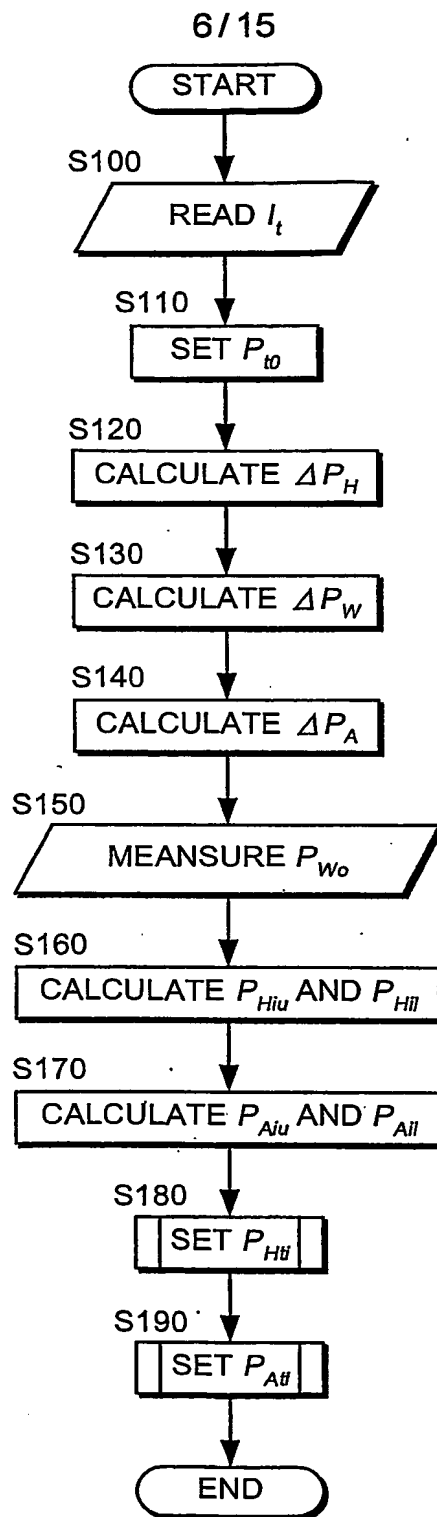 6/15
START
S100
READ I_t
S110
SET P_t0
S120
CALCULATE ΔP_H
S130
CALCULATE ΔP_W
S140
CALCULATE ΔP_A
S150
MEANSURE P_Wo
S160
CALCULATE P_Hiu AND P_Hil
S170
CALCULATE P_Aiu AND P_Ail
S180
SET P_Hti
S190
SET P_Ati
END